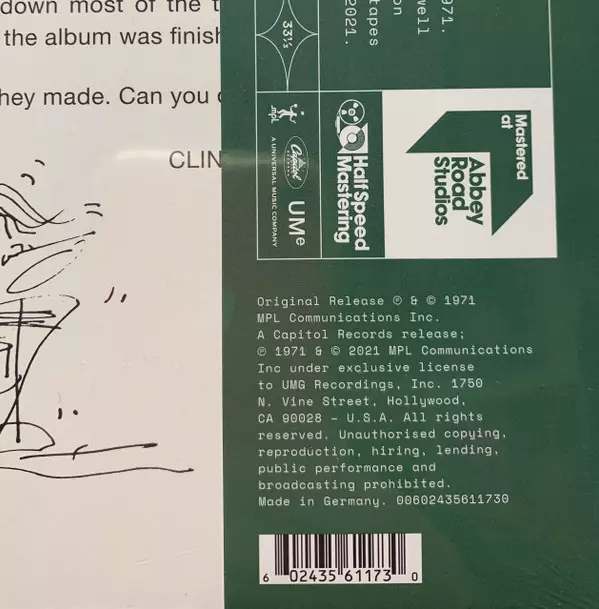 down most of the
the album was finish
hey made. Can you
CLIN
971.
well
on
tapes
2021.
33⅓
mpl
Capitol
A UNIVERSAL MUSIC COMPANY
UMe
Half Speed
Mastering
Mastered
at
Abbey
Road
Studios
Original Release ℗ & © 1971
MPL Communications Inc.
A Capitol Records release;
℗ 1971 & © 2021 MPL Communications
Inc under exclusive license
to UMG Recordings, Inc. 1750
N. Vine Street, Hollywood,
CA 90028 – U.S.A. All rights
reserved. Unauthorised copying,
reproduction, hiring, lending,
public performance and
broadcasting prohibited.
Made in Germany. 00602435611730
6 02435 61173 0